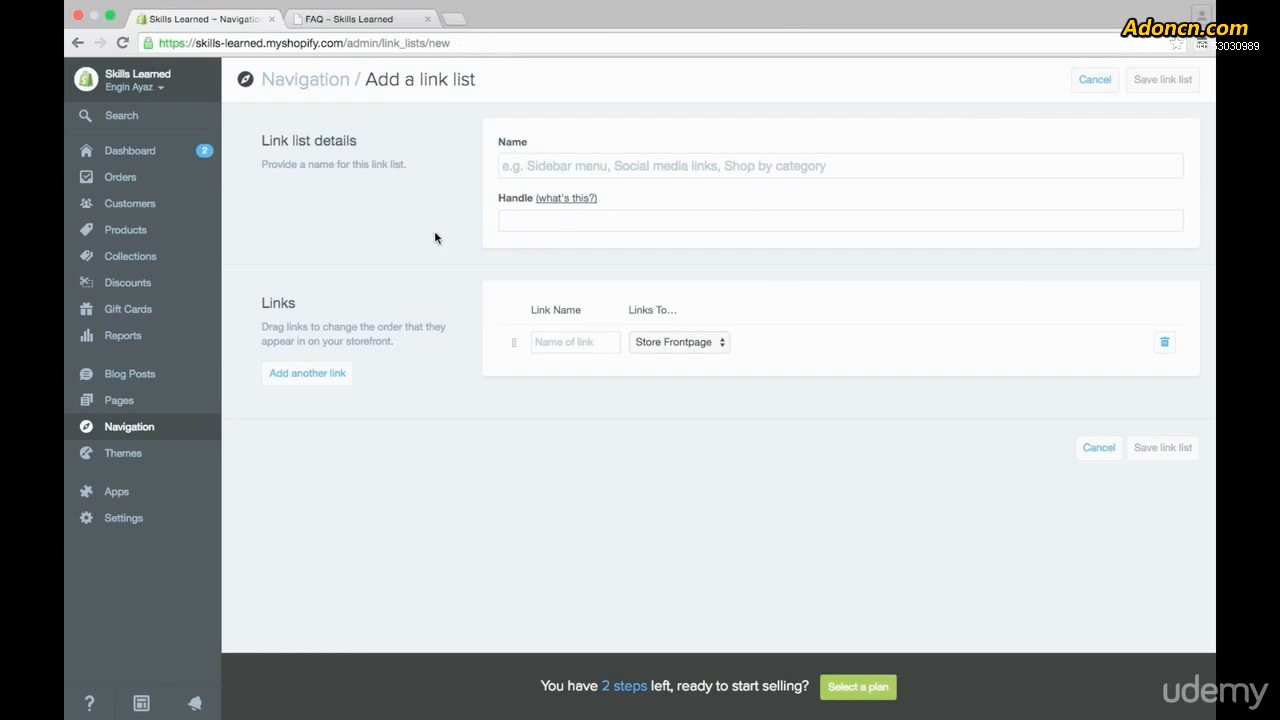 Skills Learned ~ Navigatio
FAQ – Skills Learned
Adoncn.com
https://skills-learned.myshopify.com/admin/link_lists/new
53030989
Skills Learned
Engin Ayaz
Navigation / Add a link list
Cancel
Save link list
Search
Dashboard
2
Orders
Customers
Products
Collections
Discounts
Gift Cards
Reports
Blog Posts
Pages
Navigation
Themes
Apps
Settings
Link list details
Provide a name for this link list.
Name
e.g. Sidebar menu, Social media links, Shop by category
Handle (what's this?)
Links
Drag links to change the order that they
appear in on your storefront.
Add another link
Link Name
Links To…
Name of link
Store Frontpage
Cancel
Save link list
?
You have 2 steps left, ready to start selling?
Select a plan
udemy